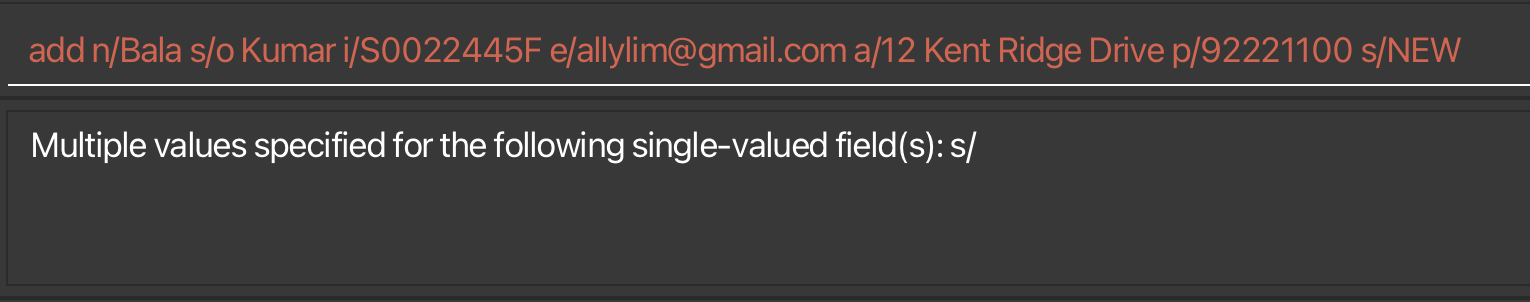 add n/Bala s/o Kumar i/S0022445F e/allylim@gmail.com a/12 Kent Ridge Drive p/92221100 s/NEW
Multiple values specified for the following single-valued field(s): s/